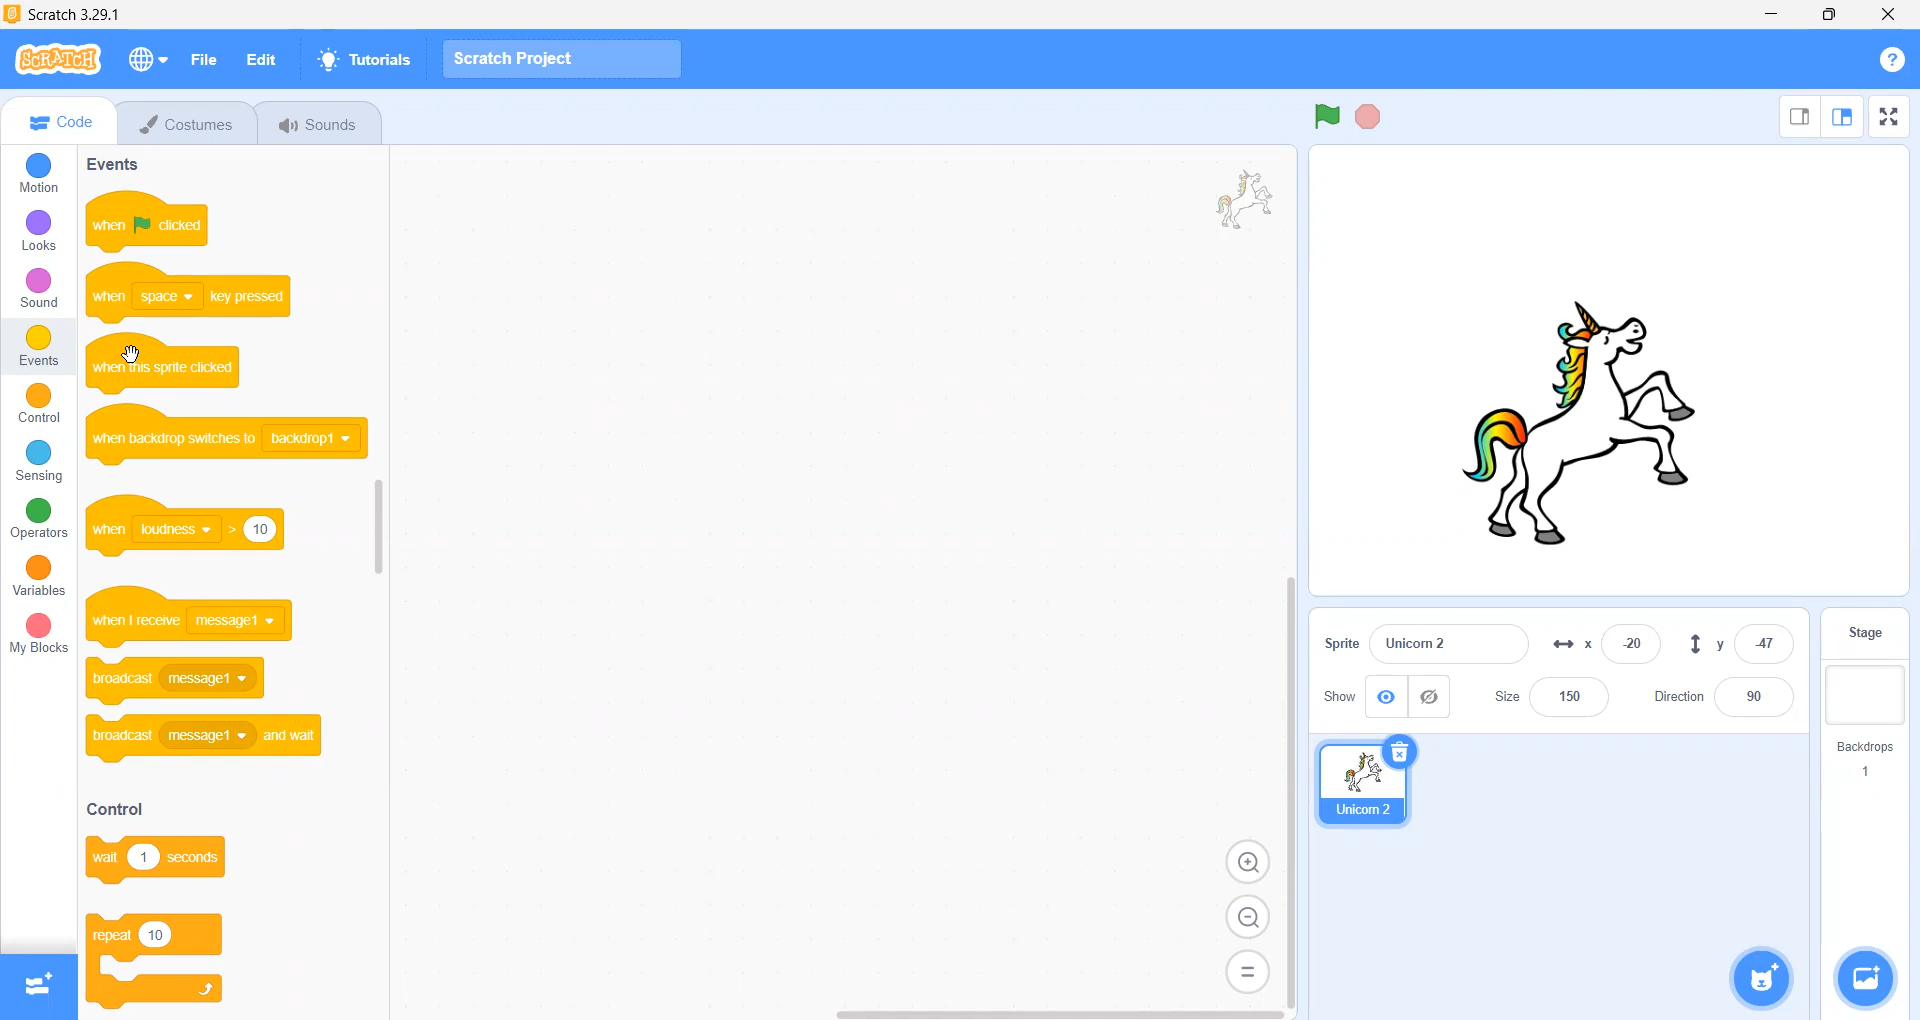 Scratch 3.29.1
SCRATCH File Edit Tutorials Scratch Project ?
Code Costumes Sounds
Motion
Looks
Sound
Events
Control
Sensing
Operators
Variables
My Blocks
Events
when clicked
when space key pressed
when this sprite clicked
when backdrop switches to backdrop1
when loudness > 10
when I receive message1
broadcast message1
broadcast message1 and wait
Control
wait 1 seconds
repeat 10
Sprite Unicorn 2 x -20 y -47
Show Size 150 Direction 90
Unicorn 2
Stage
Backdrops
1